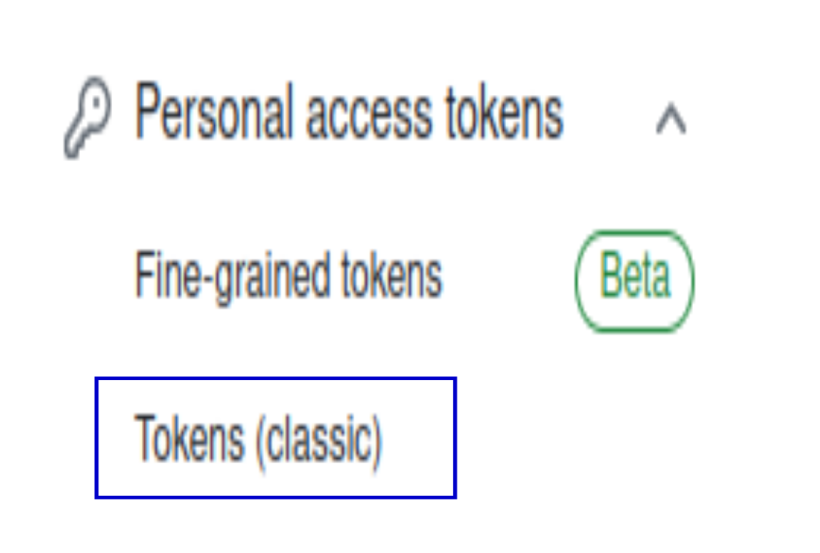 Personal access tokens
Fine-grained tokens Beta
Tokens (classic)